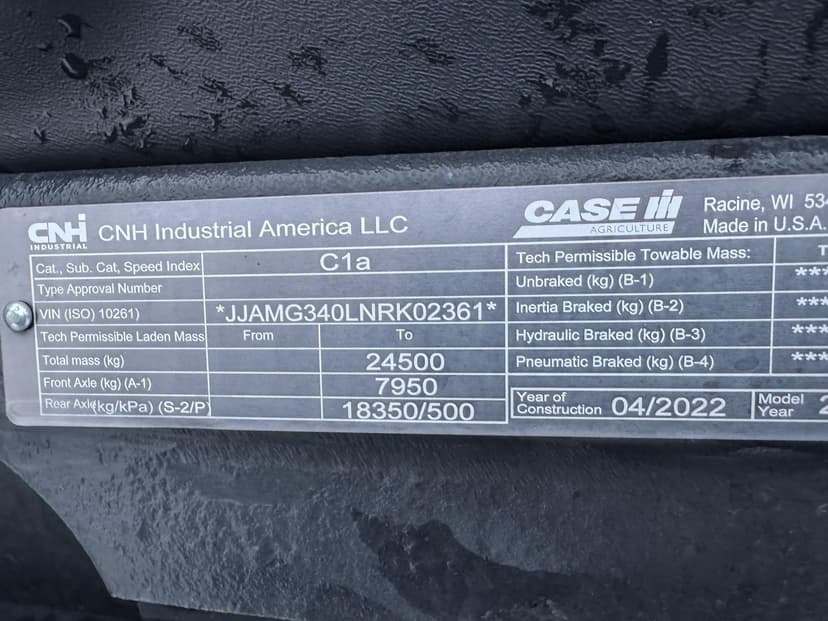 CNH INDUSTRIAL CNH Industrial America LLC
CASE IH AGRICULTURE
Racine, WI 534
Made in U.S.A.
Cat., Sub. Cat, Speed Index C1a
Type Approval Number
VIN (ISO) 10261) *JJAMG340LNRK02361*
Tech Permissible Laden Mass From To
Total mass (kg) 24500
Front Axle (kg) (A-1) 7950
Rear Axle(kg/kPa) (S-2/P) 18350/500
Tech Permissible Towable Mass: T
Unbraked (kg) (B-1) ***
Inertia Braked (kg) (B-2) ***
Hydraulic Braked (kg) (B-3) ***
Pneumatic Braked (kg) (B-4) ***
Year of Construction 04/2022
Model Year 2